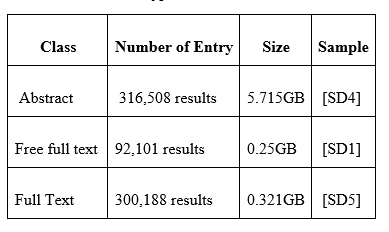 Class Number of Entry Size Sample
Abstract 316,508 results 5.715GB [SD4]
Free full text 92,101 results 0.25GB [SD1]
Full Text 300,188 results 0.321GB [SD5]